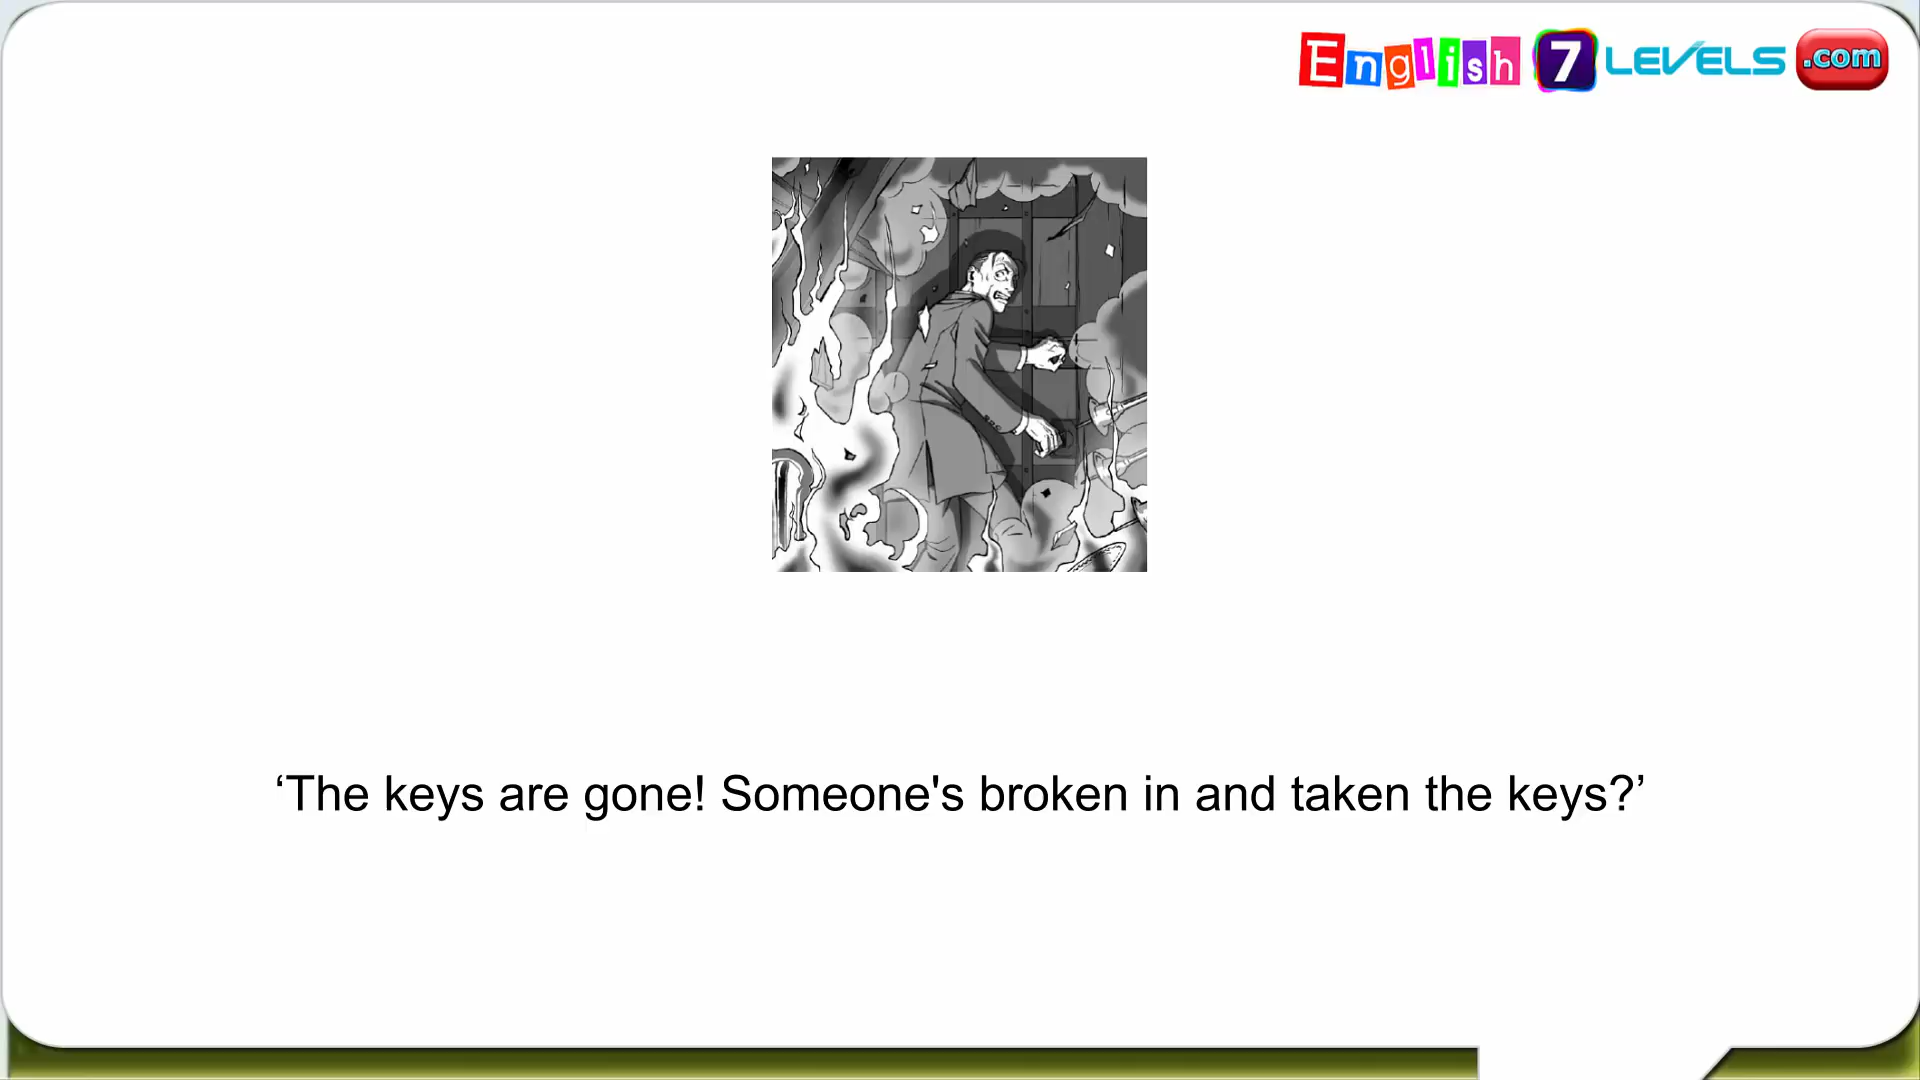 English 7 LEVELS .com
‘The keys are gone! Someone's broken in and taken the keys?’